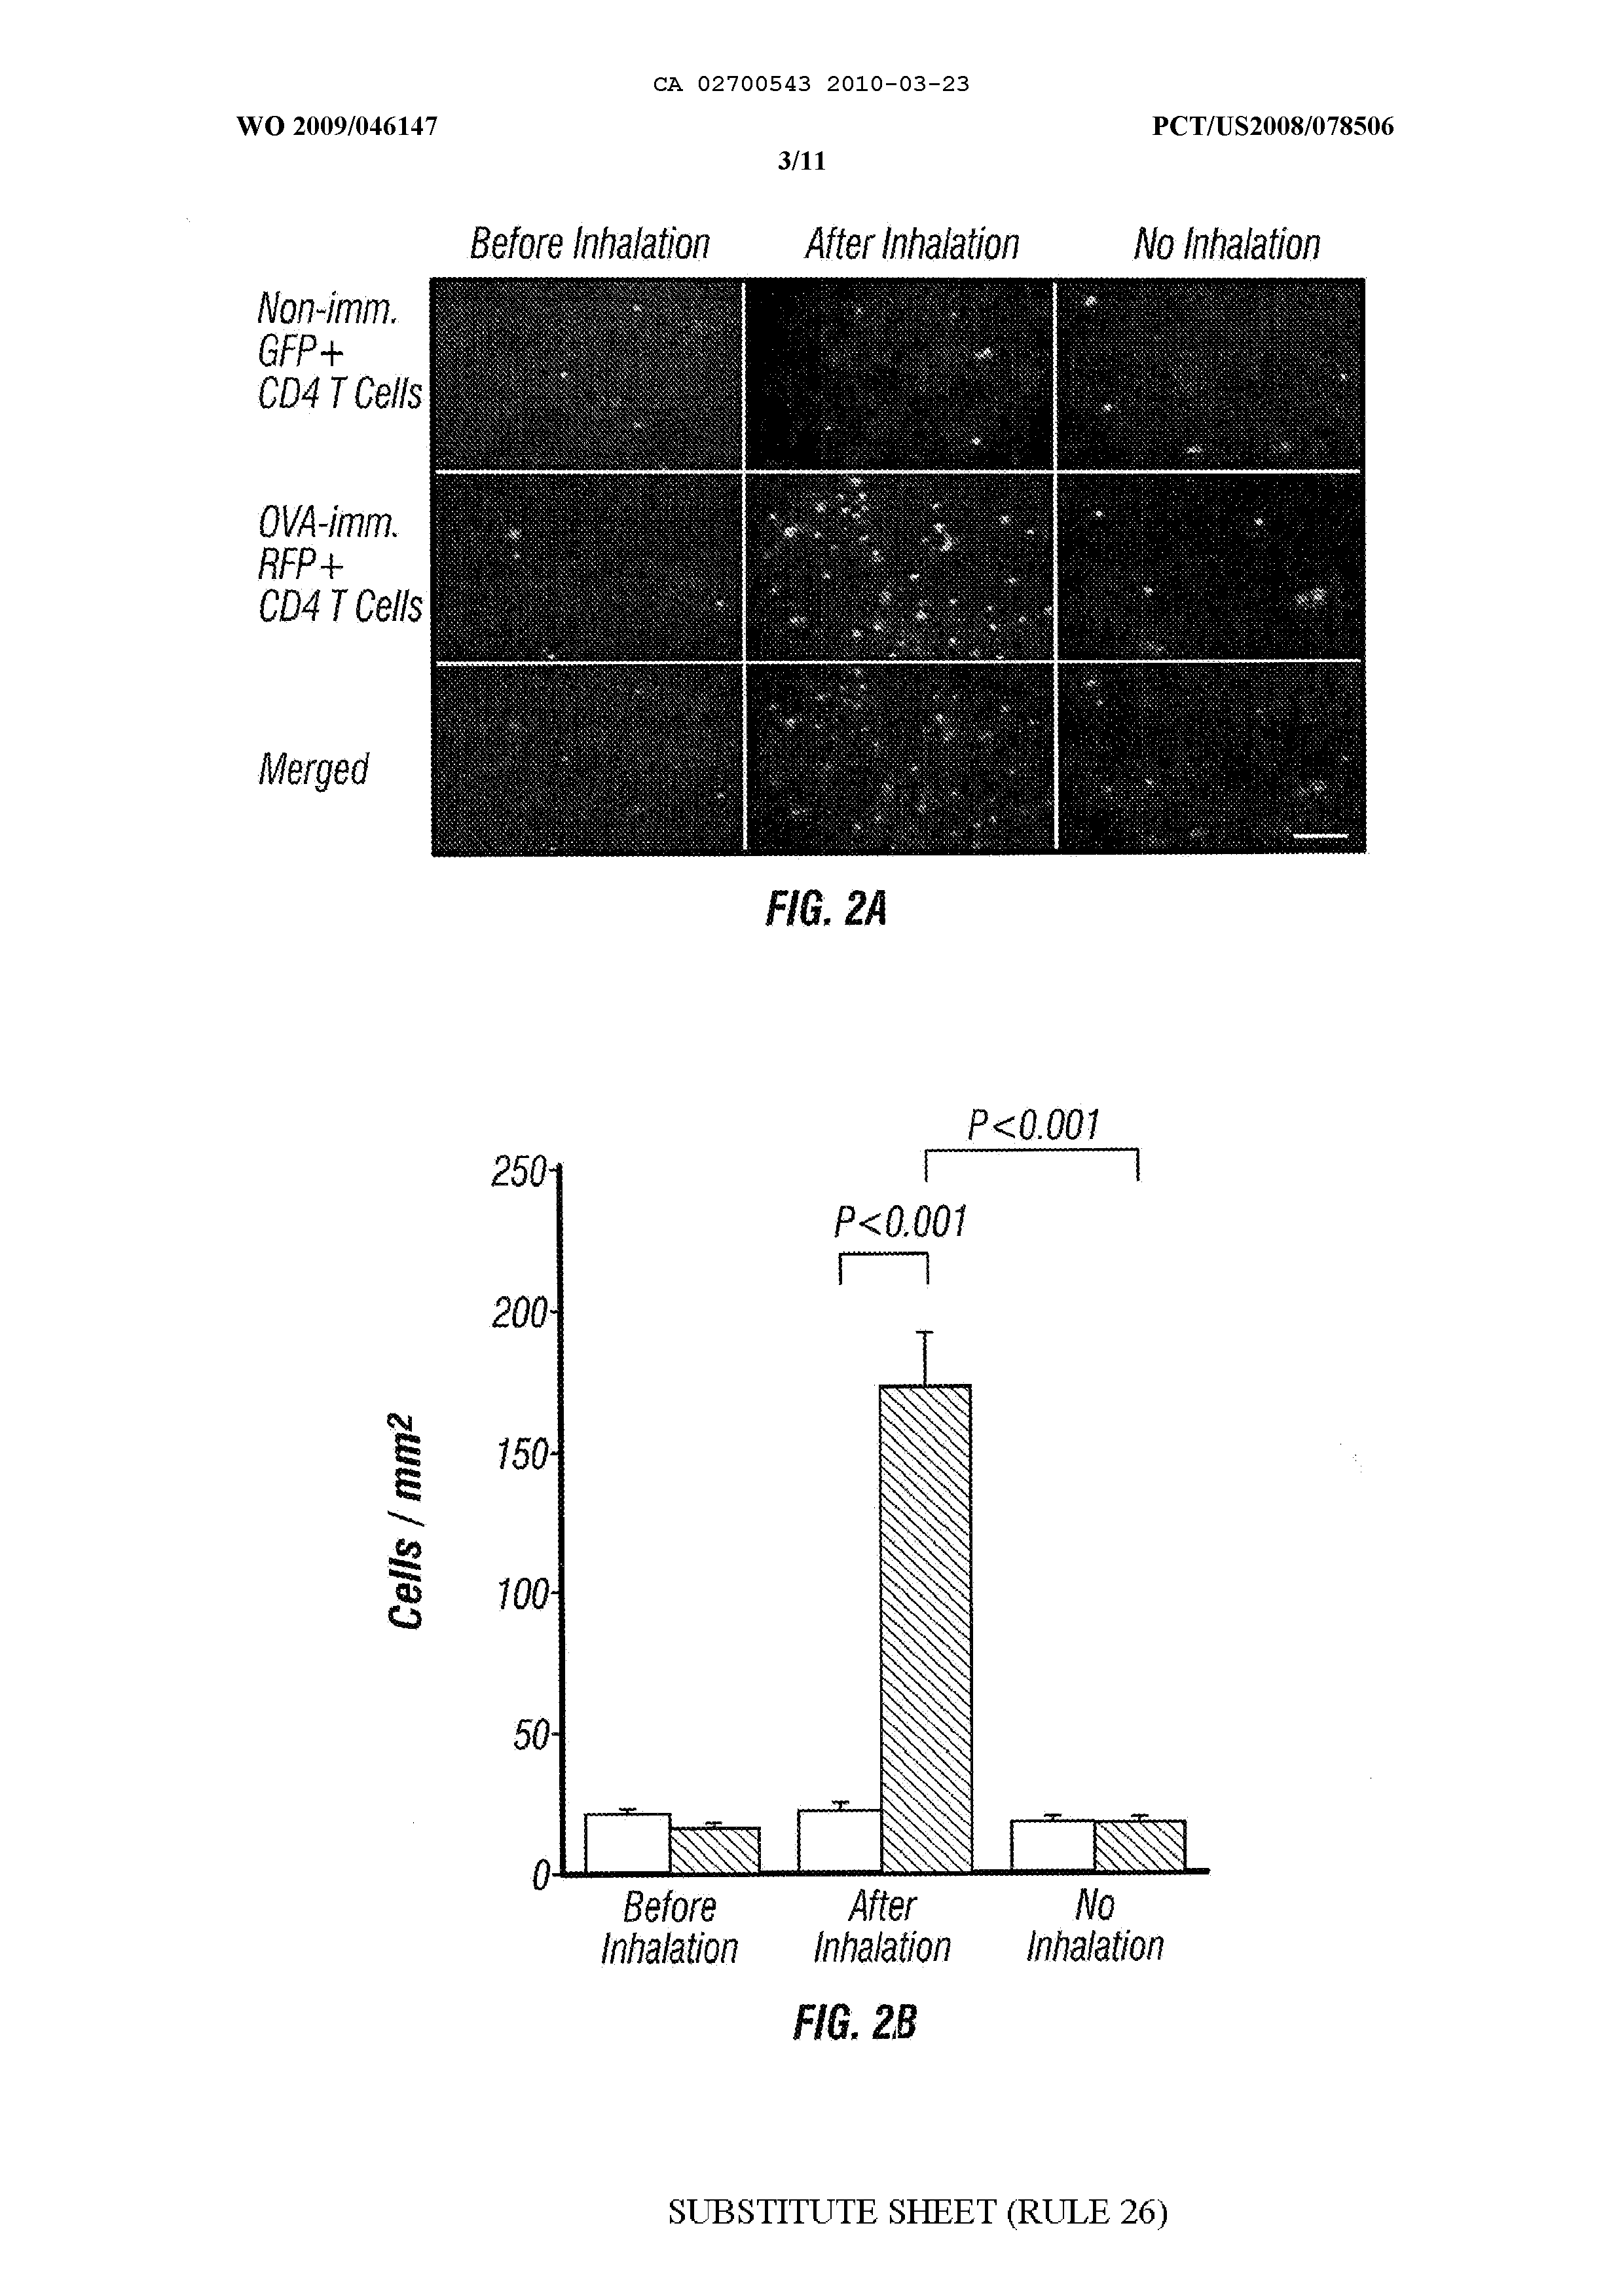 CA 02700543 2010-03-23
WO 2009/046147
PCT/US2008/078506
3/11
Before Inhalation
After Inhalation
No Inhalation
Non-imm.
GFP+
CD4 T Cells
OVA-imm.
RFP+
CD4 T Cells
Merged
FIG. 2A
P<0.001
P<0.001
250
200
150
100
50
0
Cells / mm²
Before
Inhalation
After
Inhalation
No
Inhalation
FIG. 2B
SUBSTITUTE SHEET (RULE 26)